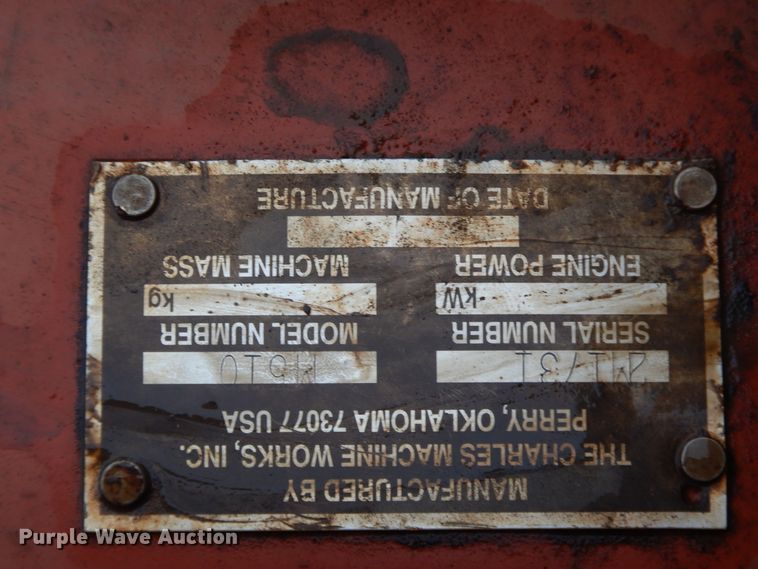 MANUFACTURED BY
THE CHARLES MACHINE WORKS, INC.
PERRY, OKLAHOMA 73077 USA
SERIAL NUMBER MODEL NUMBER
kW kg
ENGINE POWER MACHINE MASS
/
DATE OF MANUFACTURE
Purple Wave Auction